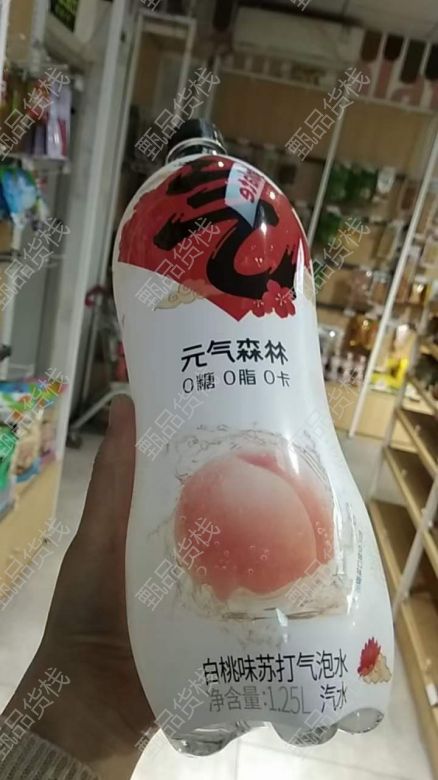 气
元气森林
0糖 0脂 0卡
白桃味苏打气泡水
净含量:1.25L 汽水
甄品货栈